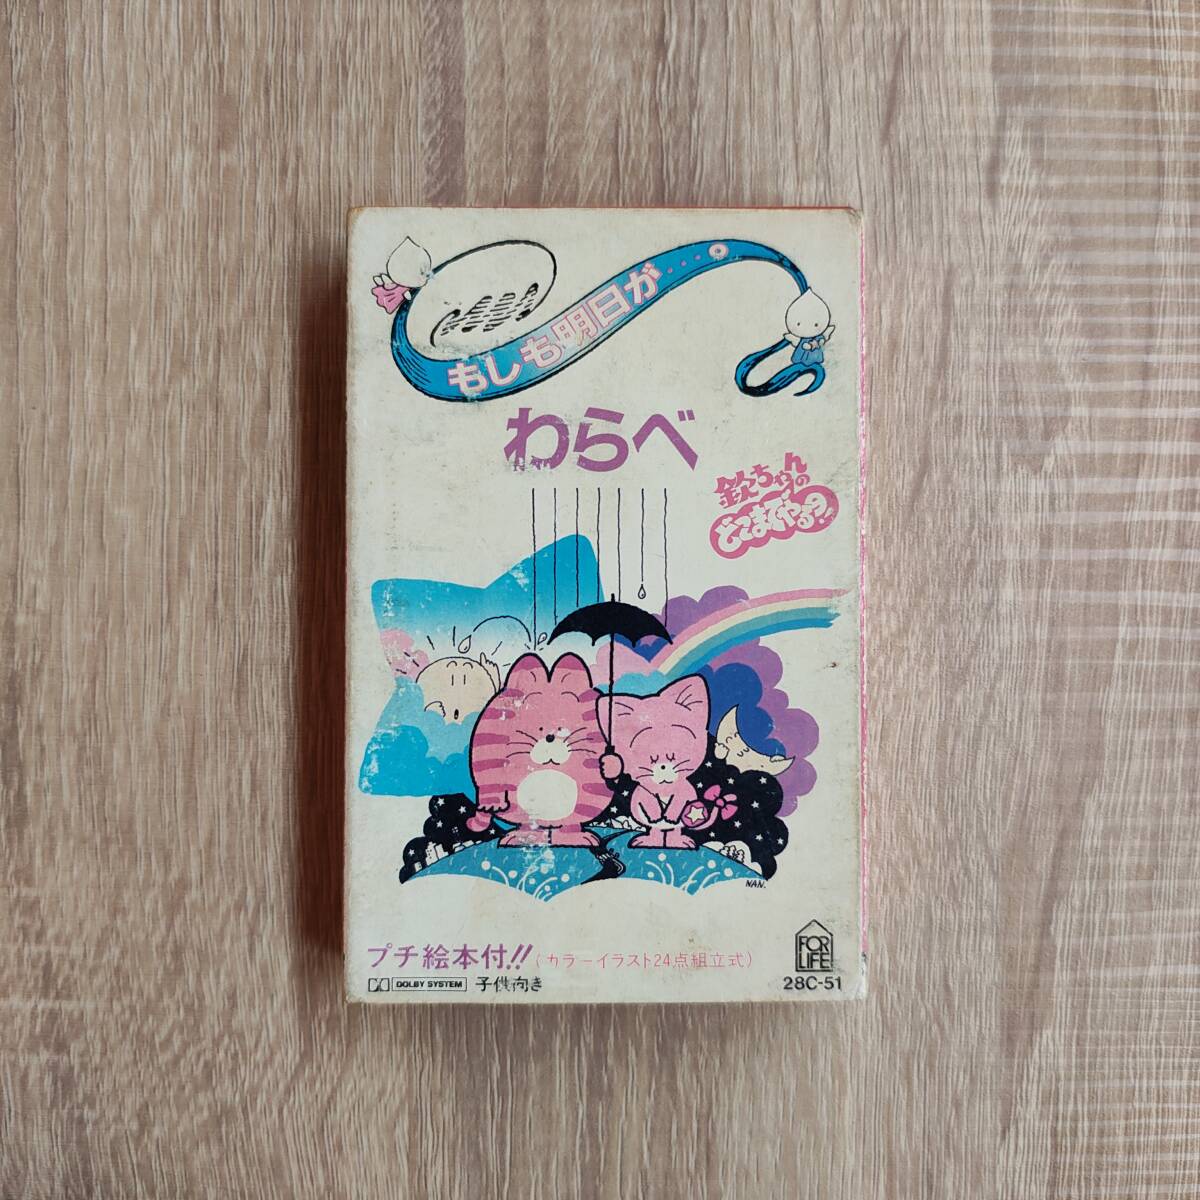 もしも明日が…。
わらべ
欽ちゃんの
どこまでやるの?!
NAN.
プチ絵本付!!(カラーイラスト24点組立式)
FOR
LIFE
DOLBY SYSTEM 子供向き
28C-51